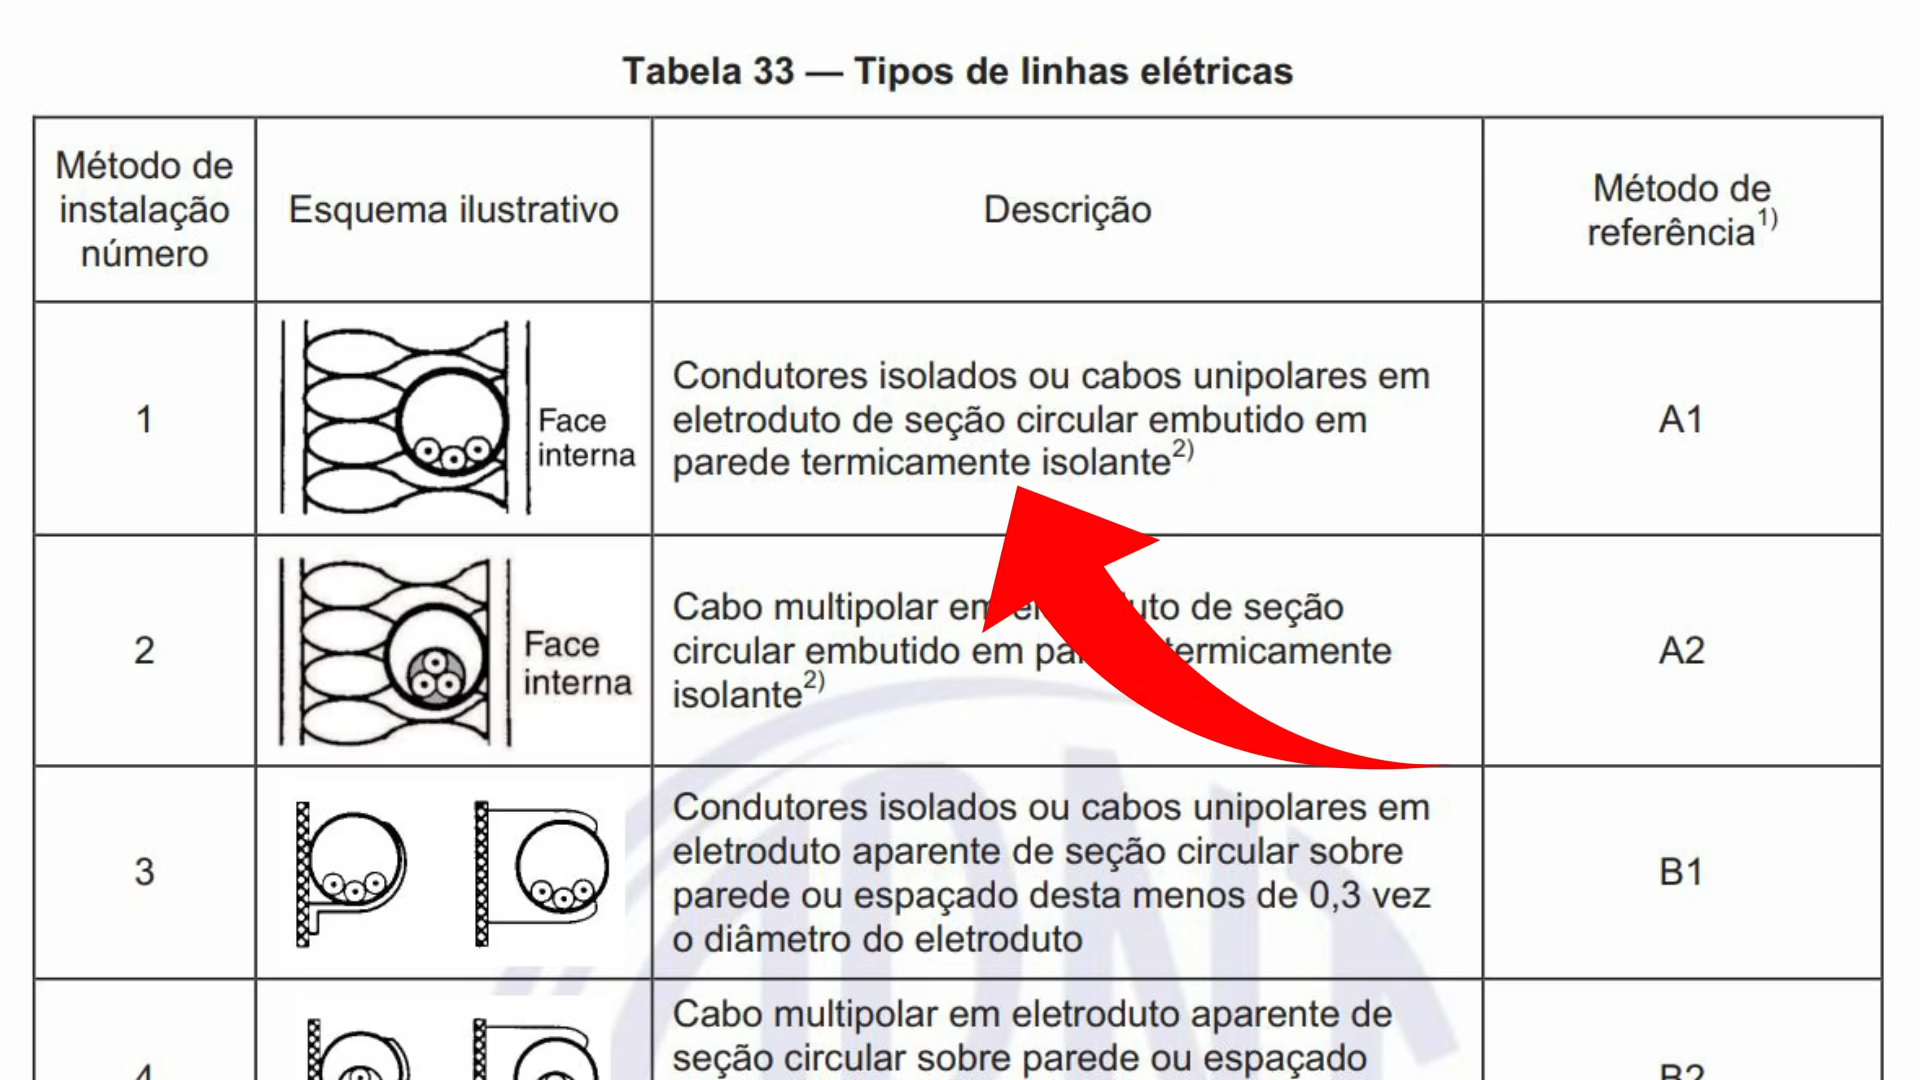 Tabela 33 — Tipos de linhas elétricas
Método de
instalação
número
Esquema ilustrativo
Descrição
Método de
referência1)
1
Face
interna
Condutores isolados ou cabos unipolares em
eletroduto de seção circular embutido em
parede termicamente isolante2)
A1
2
Face
interna
Cabo multipolar em de seção
circular embutido em termicamente
isolante2)
A2
3
Condutores isolados ou cabos unipolares em
eletroduto aparente de seção circular sobre
parede ou espaçado desta menos de 0,3 vez
o diâmetro do eletroduto
B1
4
Cabo multipolar em eletroduto aparente de
seção circular sobre parede ou espaçado
B2